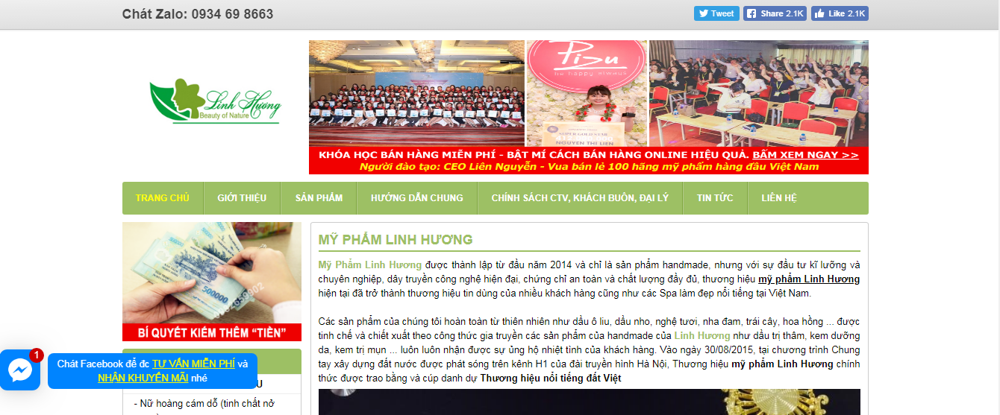 Chát Zalo: 0934 69 8663
Tweet
Share 2.1K
Like 2.1K
Linh Hương
Beauty of Nature
PiDu
be happy always
SUPER GOLD STAR
NGUYỄN THỊ LIÊN
KHÓA HỌC BÁN HÀNG MIỄN PHÍ - BẬT MÍ CÁCH BÁN HÀNG ONLINE HIỆU QUẢ. BẤM XEM NGAY >>
Người đào tạo: CEO Liên Nguyễn - Vua bán lẻ 100 hãng mỹ phẩm hàng đầu Việt Nam
TRANG CHỦ
GIỚI THIỆU
SẢN PHẨM
HƯỚNG DẪN CHUNG
CHÍNH SÁCH CTV, KHÁCH BUÔN, ĐẠI LÝ
TIN TỨC
LIÊN HỆ
500000
BÍ QUYẾT KIẾM THÊM “TIỀN”
MỸ PHẨM LINH HƯƠNG
Mỹ Phẩm Linh Hương được thành lập từ đầu năm 2014 và chỉ là sản phẩm handmade, nhưng với sự đầu tư kĩ lưỡng và
chuyên nghiệp, dây truyền công nghệ hiện đại, chứng chỉ an toàn và chất lượng đầy đủ, thương hiệu mỹ phẩm Linh Hương
hiện tại đã trở thành thương hiệu tin dùng của nhiều khách hàng cũng như các Spa làm đẹp nổi tiếng tại Việt Nam.
Các sản phẩm của chúng tôi hoàn toàn từ thiên nhiên như dầu ô liu, dầu nho, nghệ tươi, nha đam, trái cây, hoa hồng ... được
tinh chế và chiết xuất theo công thức gia truyền các sản phẩm của handmade của Linh Hương như dầu trị thâm, kem dưỡng
da, kem trị mụn ... luôn luôn nhận được sự ủng hộ nhiệt tình của khách hàng. Vào ngày 30/08/2015, tại chương trình Chung
tay xây dựng đất nước được phát sóng trên kênh H1 của đài truyền hình Hà Nội, Thương hiệu mỹ phẩm Linh Hương chính
thức được trao bằng và cúp danh dự Thương hiệu nổi tiếng đất Việt
1
Chát Facebook để đc TƯ VẤN MIỄN PHÍ và
NHẬN KHUYẾN MÃI nhé
U
- Nữ hoàng cám dỗ (tinh chất nở